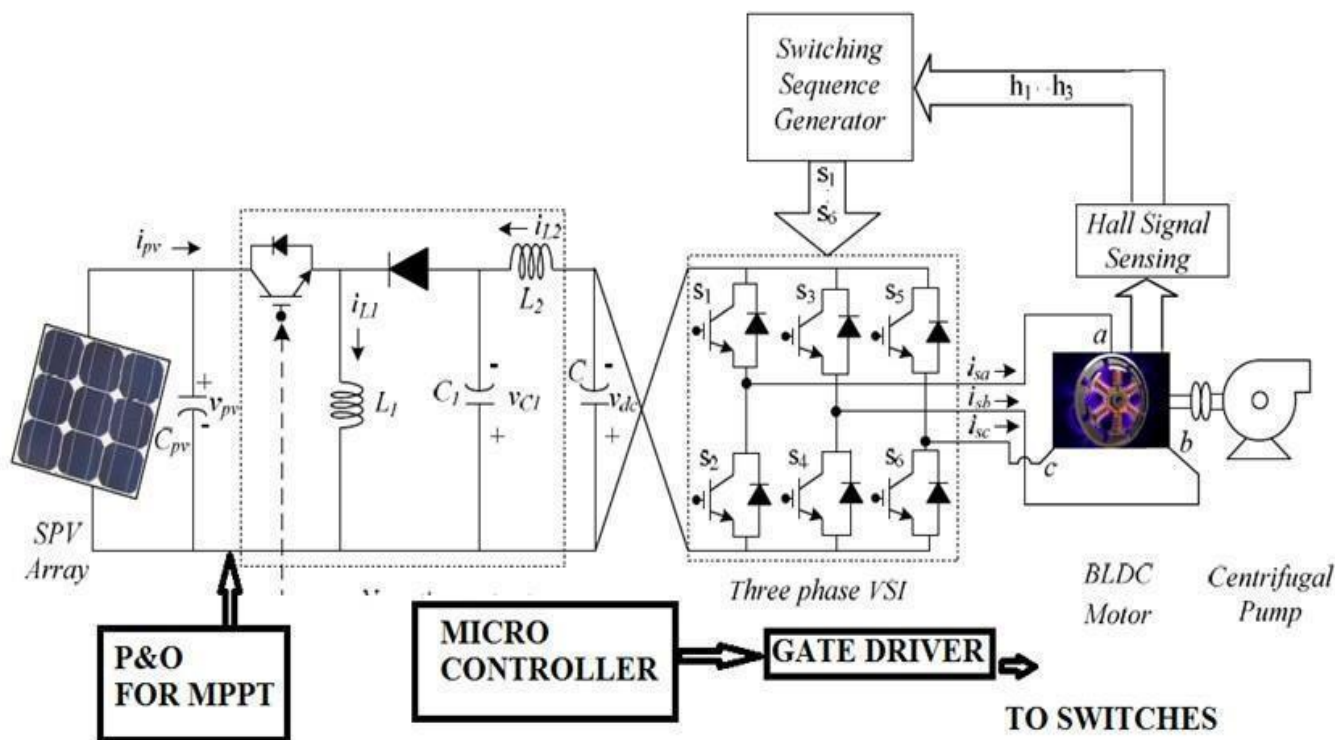 Switching
Sequence
Generator
h1 . . h3
s1
:
s6
Hall Signal
Sensing
ipv
iL2
L2
iL1
L1
C1
vC1
-
+
C
-
vdc
+
+
vpv
-
Cpv
SPV
Array
S1
S3
S5
S2
S4
S6
isa
isb
isc
a
b
c
Three phase VSI
BLDC
Motor
Centrifugal
Pump
P&O
FOR MPPT
MICRO
CONTROLLER
GATE DRIVER
TO SWITCHES